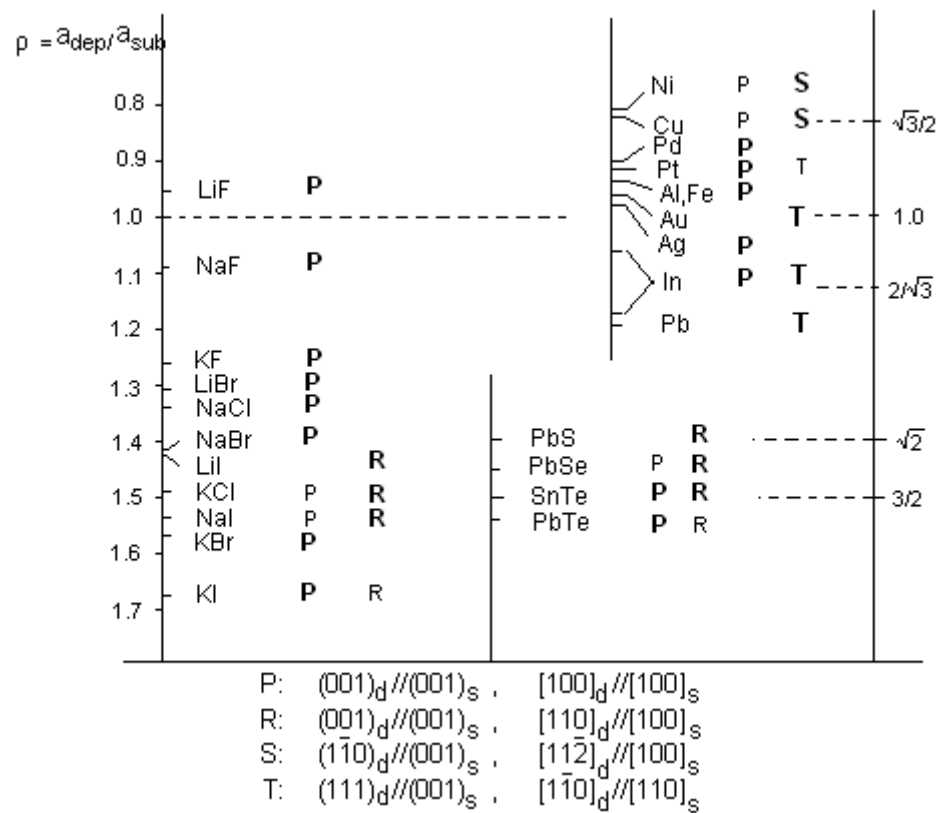 ρ = a_dep/a_sub
Ni P S
0.8
Cu P S √3/2
Pd P
0.9
Pt P T
LiF P
Al,Fe P
1.0
Au T 1.0
Ag P
NaF P
1.1
In P T 2/√3
1.2
Pb T
KF P
1.3
LiBr P
NaCl P
1.4
NaBr P
PbS R √2
LiI R
PbSe P R
KCl P R
1.5
SnTe P R 3/2
NaI P R
PbTe P R
KBr P
1.6
KI P R
1.7
P: (001)_d//(001)_s , [100]_d//[100]_s
R: (001)_d//(001)_s , [110]_d//[100]_s
S: (11̄0)_d//(001)_s , [112̄]_d//[100]_s
T: (111)_d//(001)_s , [11̄0]_d//[110]_s